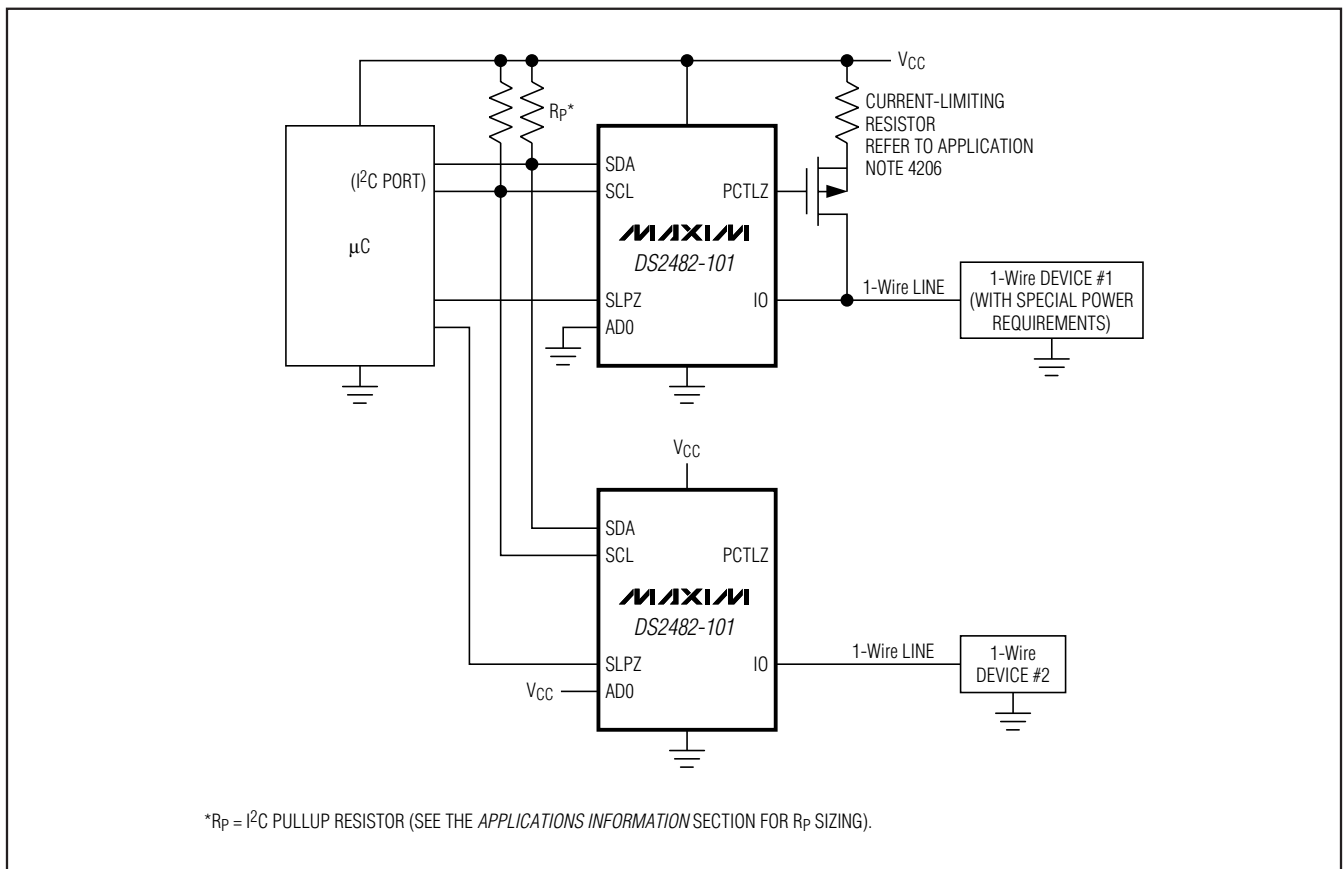 VCC
RP*
CURRENT-LIMITING
RESISTOR
REFER TO APPLICATION
NOTE 4206
(I2C PORT)
µC
SDA
SCL
PCTLZ
MAXIM
DS2482-101
SLPZ
AD0
IO
1-Wire LINE
1-Wire DEVICE #1
(WITH SPECIAL POWER
REQUIREMENTS)
VCC
SDA
SCL
PCTLZ
MAXIM
DS2482-101
SLPZ
VCC
AD0
IO
1-Wire LINE
1-Wire
DEVICE #2
*RP = I2C PULLUP RESISTOR (SEE THE APPLICATIONS INFORMATION SECTION FOR RP SIZING).